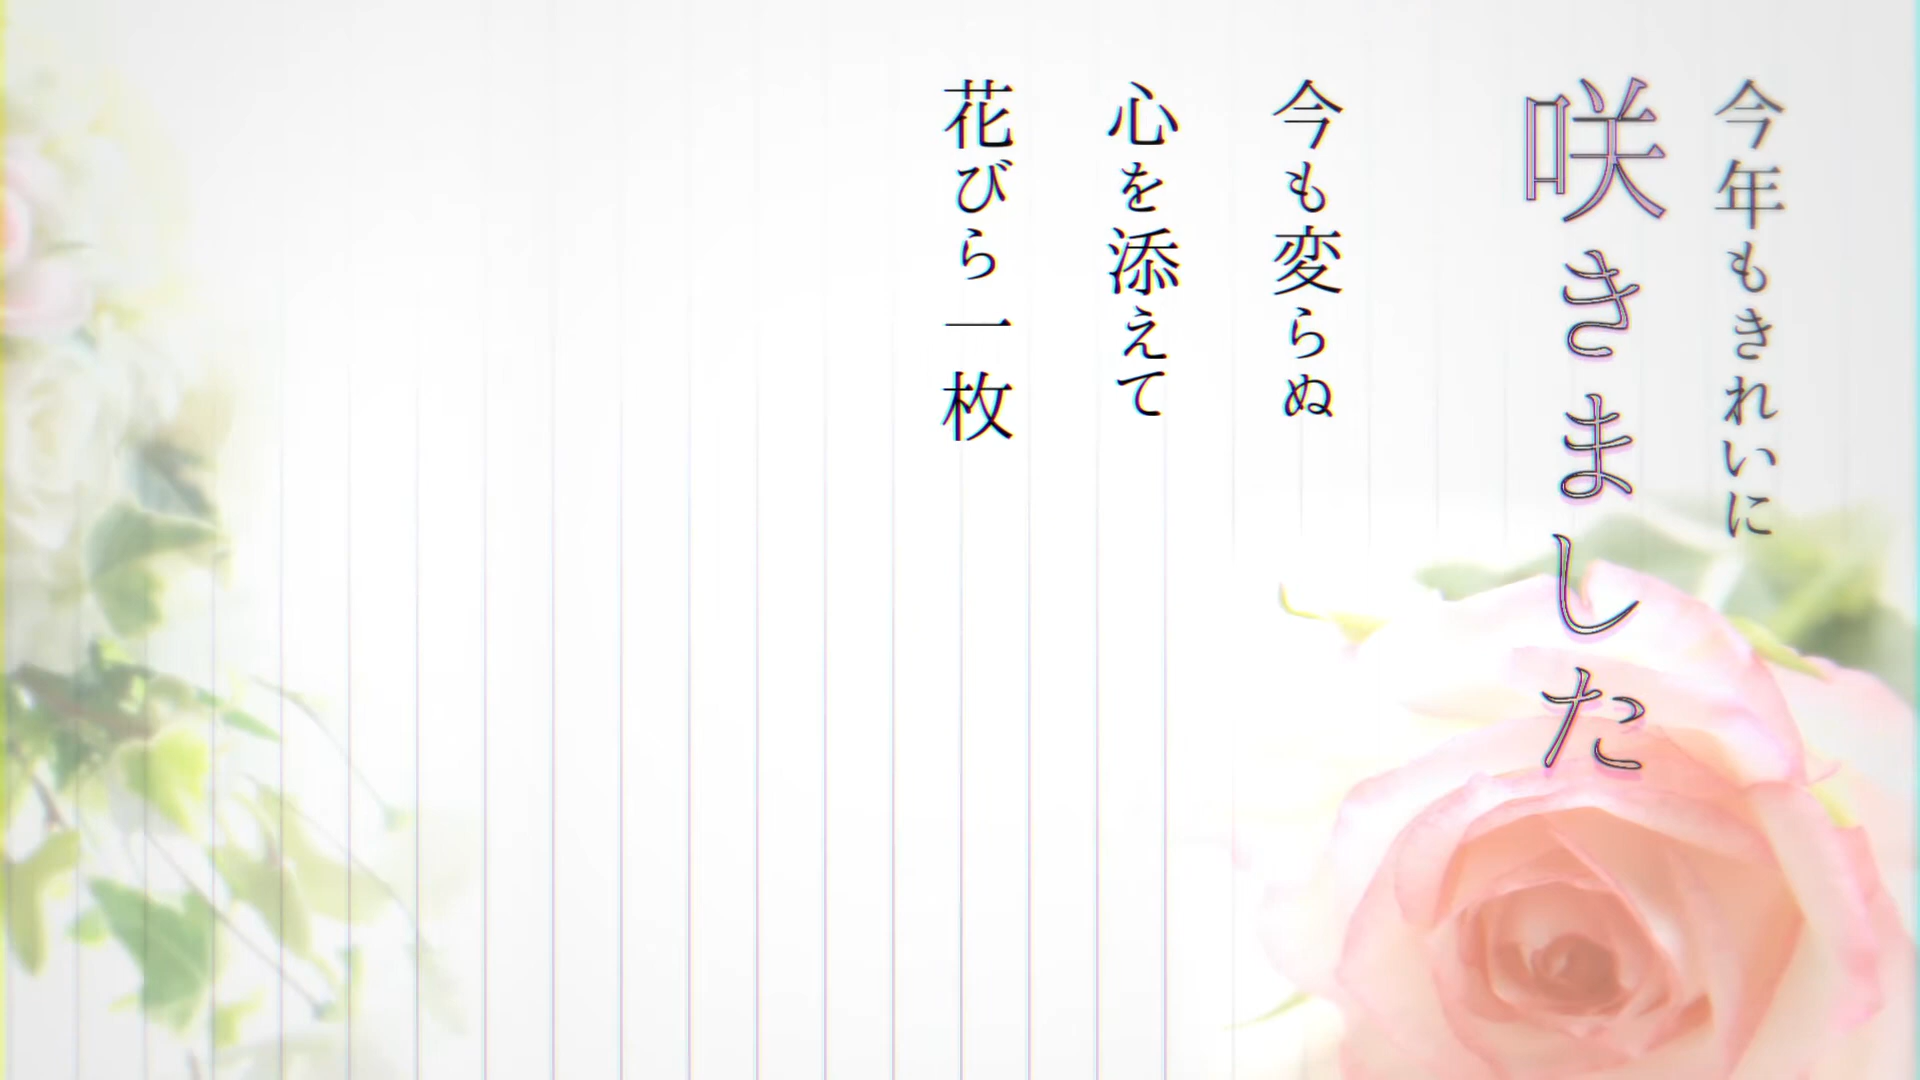 今年もきれいに
咲きました
今も変らぬ
心を添えて
花びら一枚